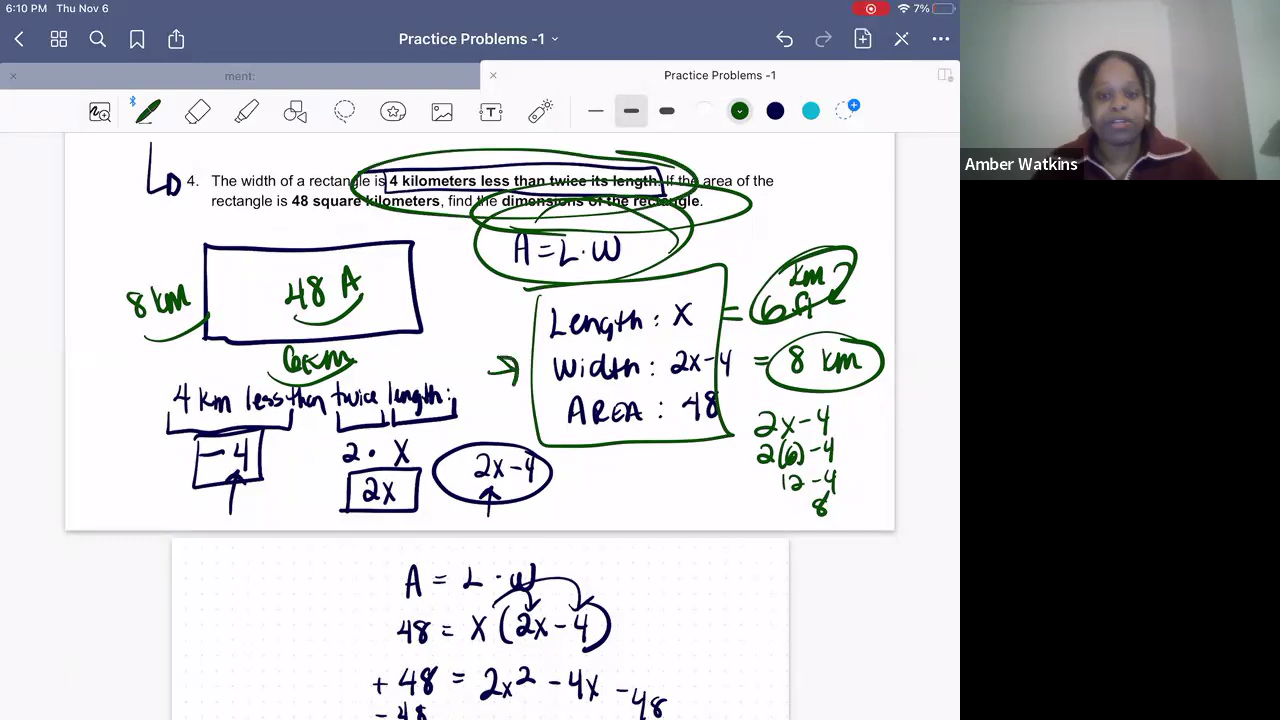 6:10 PM Thu Nov 6
7%
Practice Problems -1
ment:
Practice Problems -1
Amber Watkins
4. The width of a rectangle is 4 kilometers less than twice its length. If the area of the
rectangle is 48 square kilometers, find the dimensions of the rectangle.
A = L · W
8 km
48 A
6km
Length : X
= 6 ft
km
Width : 2x-4
= 8 km
AREA : 48
4 km less than twice length:
-4
2 · X
2x
2x-4
2x-4
2(6)-4
12-4
8
A = L · W
48 = X (2x-4)
+ 48 = 2x² - 4x - 48
- 48